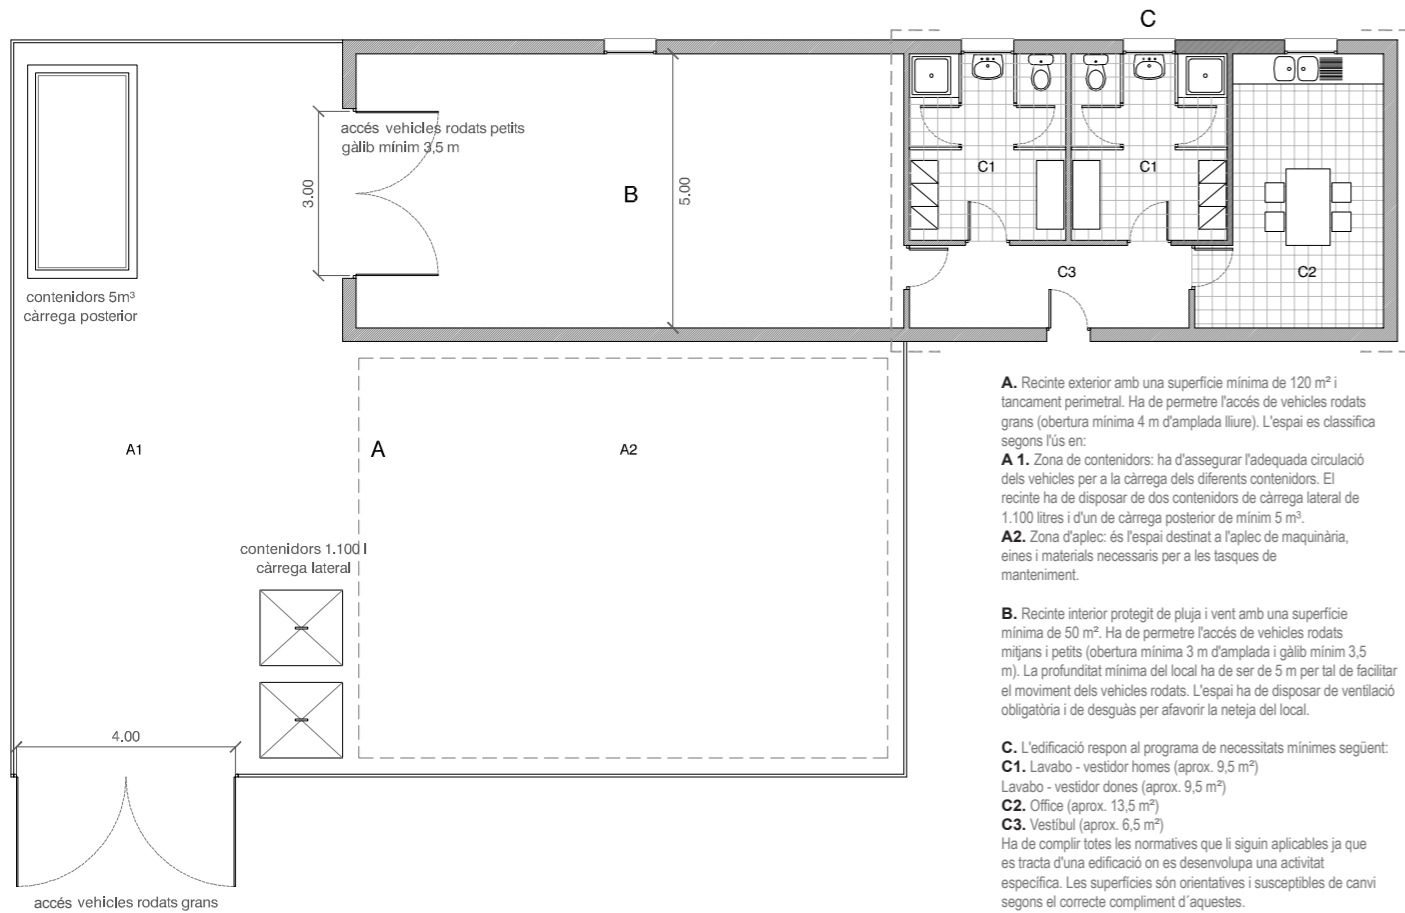 C
accés vehicles rodats petits
gàlib mínim 3,5 m
3.00
B
5.00
C1
C1
C3
C2
contenidors 5m³
càrrega posterior
A1
A
A2
contenidors 1.100 l
càrrega lateral
4.00
accés vehicles rodats grans
A. Recinte exterior amb una superfície mínima de 120 m² i
tancament perimetral. Ha de permetre l'accés de vehicles rodats
grans (obertura mínima 4 m d'amplada lliure). L'espai es classifica
segons l'ús en:
A 1. Zona de contenidors: ha d'assegurar l'adequada circulació
dels vehicles per a la càrrega dels diferents contenidors. El
recinte ha de disposar de dos contenidors de càrrega lateral de
1.100 litres i d'un de càrrega posterior de mínim 5 m³.
A2. Zona d'aplec: és l'espai destinat a l'aplec de maquinària,
eines i materials necessaris per a les tasques de
manteniment.
B. Recinte interior protegit de pluja i vent amb una superfície
mínima de 50 m². Ha de permetre l'accés de vehicles rodats
mitjans i petits (obertura mínima 3 m d'amplada i gàlib mínim 3,5
m). La profunditat mínima del local ha de ser de 5 m per tal de facilitar
el moviment dels vehicles rodats. L'espai ha de disposar de ventilació
obligatòria i de desguàs per afavorir la neteja del local.
C. L'edificació respon al programa de necessitats mínimes següent:
C1. Lavabo - vestidor homes (aprox. 9,5 m²)
Lavabo - vestidor dones (aprox. 9,5 m²)
C2. Office (aprox. 13,5 m²)
C3. Vestíbul (aprox. 6,5 m²)
Ha de complir totes les normatives que li siguin aplicables ja que
es tracta d'una edificació on es desenvolupa una activitat
específica. Les superfícies són orientatives i susceptibles de canvi
segons el correcte compliment d´aquestes.